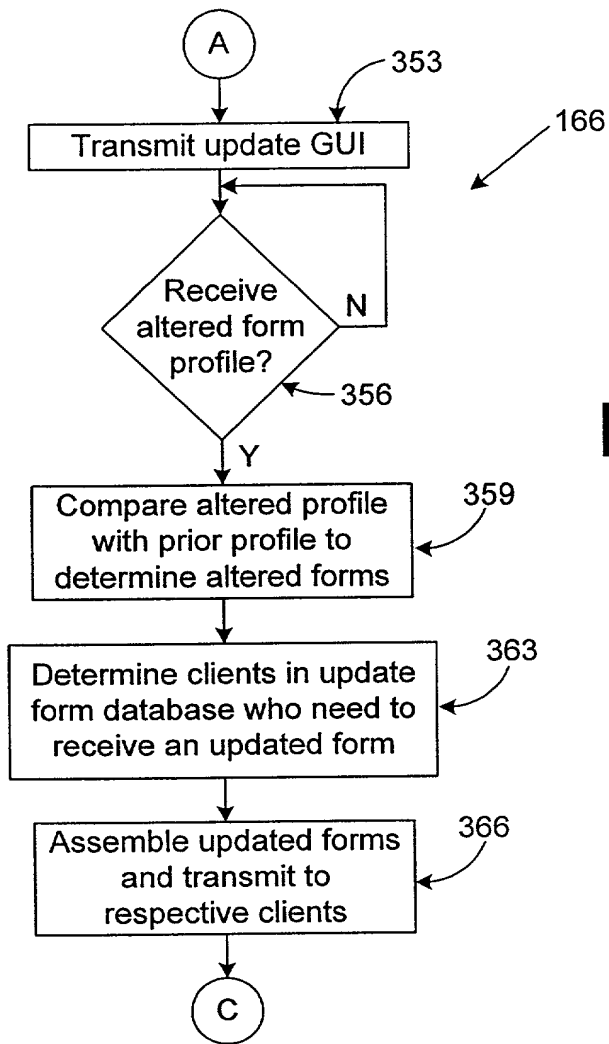 A
353
Transmit update GUI
166
Receive
altered form
profile?
N
356
Y
Compare altered profile
with prior profile to
determine altered forms
359
Determine clients in update
form database who need to
receive an updated form
363
Assemble updated forms
and transmit to
respective clients
366
C